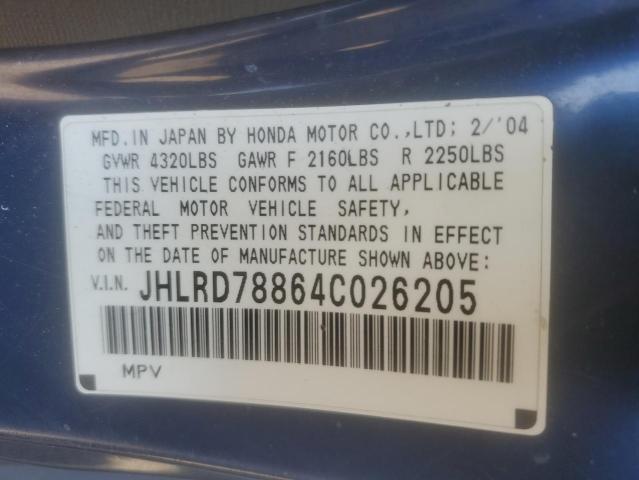 MFD.IN JAPAN BY HONDA MOTOR CO.,LTD; 2/'04
GVWR 4320LBS GAWR F 2160LBS R 2250LBS
THIS VEHICLE CONFORMS TO ALL APPLICABLE
FEDERAL MOTOR VEHICLE SAFETY,
AND THEFT PREVENTION STANDARDS IN EFFECT
ON THE DATE OF MANUFACTURE SHOWN ABOVE:
V.I.N. JHLRD78864C026205
MPV